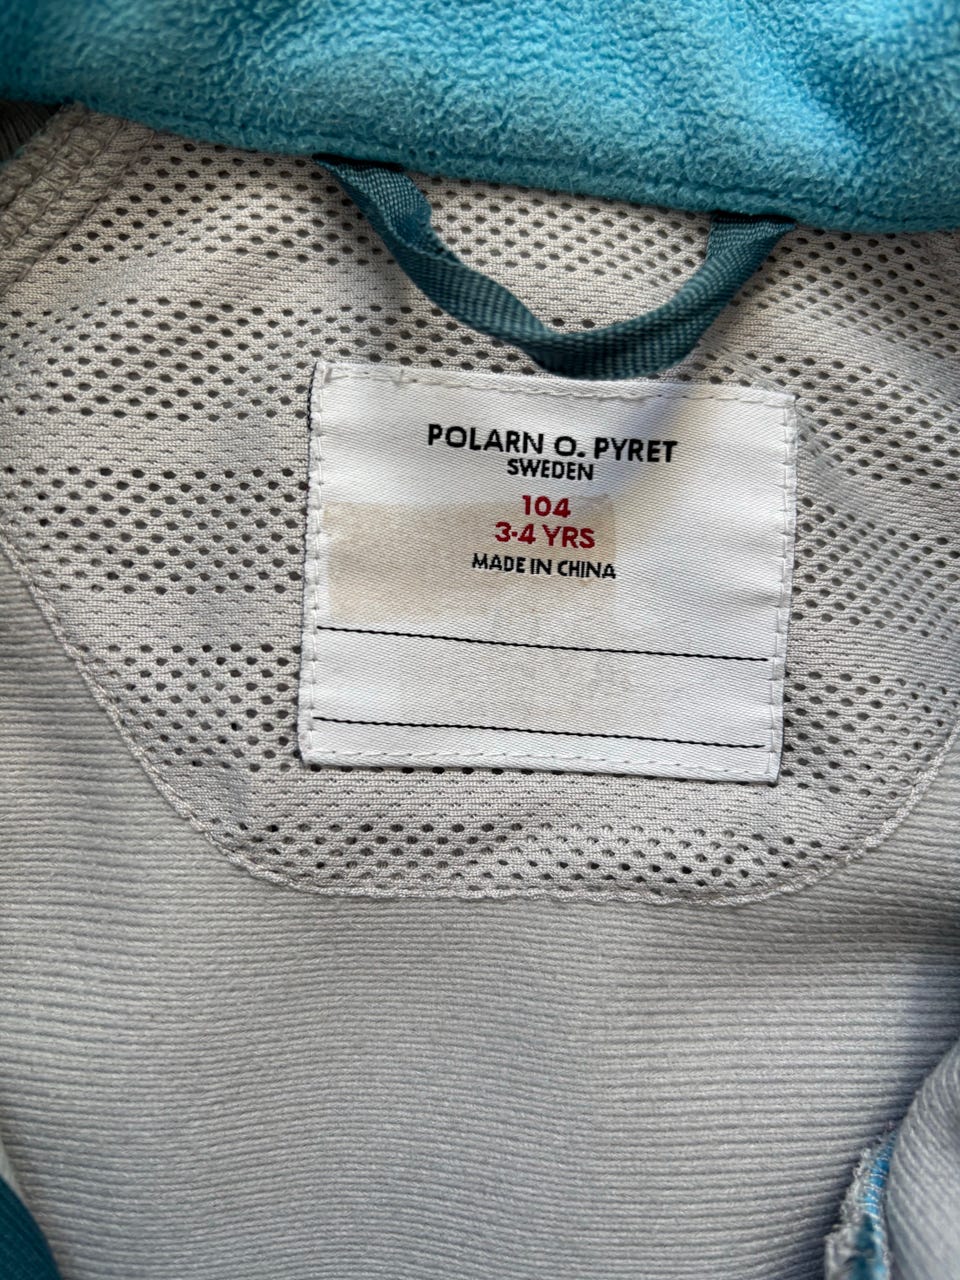 POLARN O. PYRET
SWEDEN
104
3-4 YRS
MADE IN CHINA